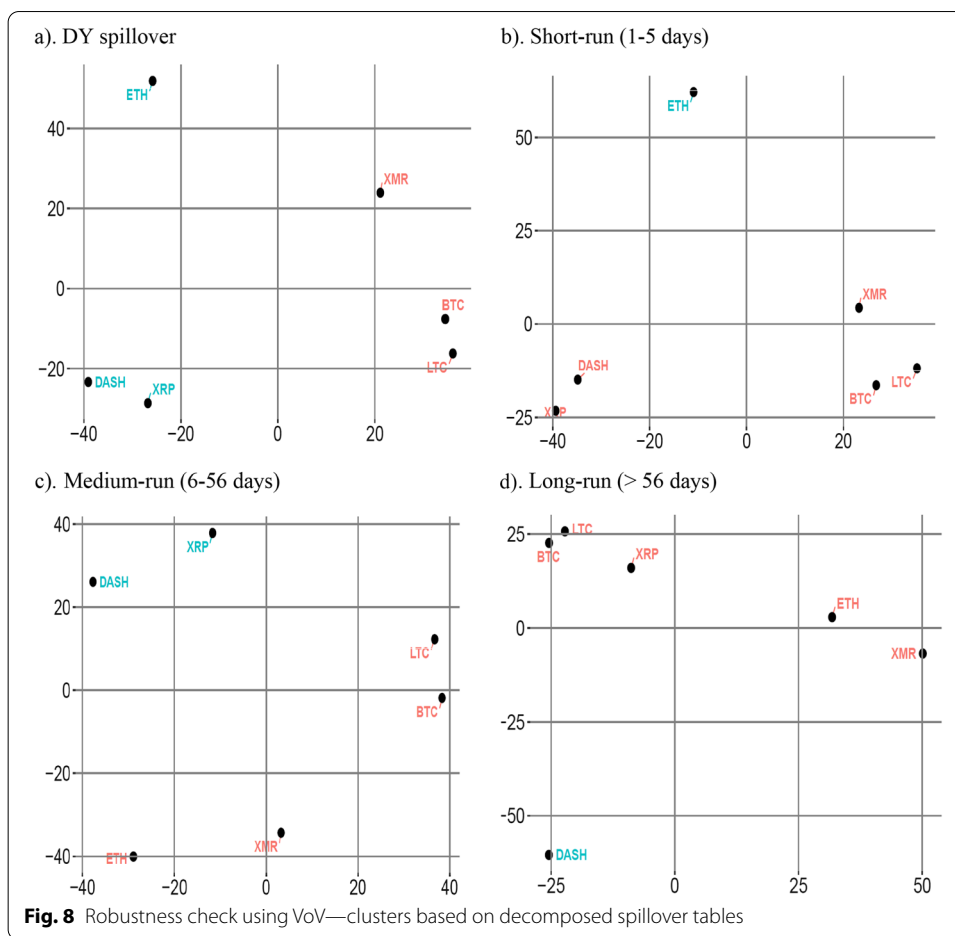 a). DY spillover
40
20
0
−20
−40
−20
0
20
ETH
XMR
BTC
LTC
DASH
XRP
b). Short-run (1-5 days)
50
25
0
−25
−40
−20
0
20
ETH
XMR
DASH
LTC
BTC
XRP
c). Medium-run (6-56 days)
40
20
0
−20
−40
−40
−20
0
20
40
XRP
DASH
LTC
BTC
XMR
ETH
d). Long-run (> 56 days)
25
0
−25
−50
−25
0
25
50
LTC
BTC
XRP
ETH
XMR
DASH
Fig. 8 Robustness check using VoV—clusters based on decomposed spillover tables